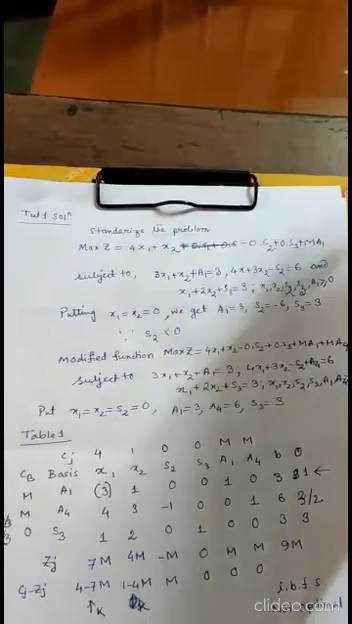 Tut 1 Solⁿ
Standarize the problem
Max Z = 4x₁ + x₂ - 0.S₂ + 0.S₃ + MA₁
subject to, 3x₁+x₂+A₁=3, 4x+3x₂-S₂=6 and
x₁+2x₂+S₃=3; x₁,x₂,S₂,S₃,A₁≥0
Putting x₁=x₂=0, we get A₁=3, S₂=-6, S₃=3
∵ S₂<0
Modified function Max Z = 4x₁+x₂-0.S₂+0.S₃+MA₁+MA₄
subject to 3x₁+x₂+A₁=3, 4x₁+3x₂-S₂+A₄=6
x₁+2x₂+S₃=3; x₁,x₂,S₂,S₃,A₁,A₄
Put x₁=x₂=S₂=0, A₁=3, A₄=6, S₃=3
Table 1
Cj 4 1 0 0 M M
CB Basis x₁ x₂ S₂ S₃ A₁ A₄ b θ
M A₁ (3) 1 0 0 1 0 3 1 ←
M A₄ 4 3 -1 0 0 1 6 3/2
0 S₃ 1 2 0 1 0 0 3 3
Zj 7M 4M -M 0 M M 9M
Cj-Zj 4-7M 1-4M M 0 0 0
↑K
clideo.com